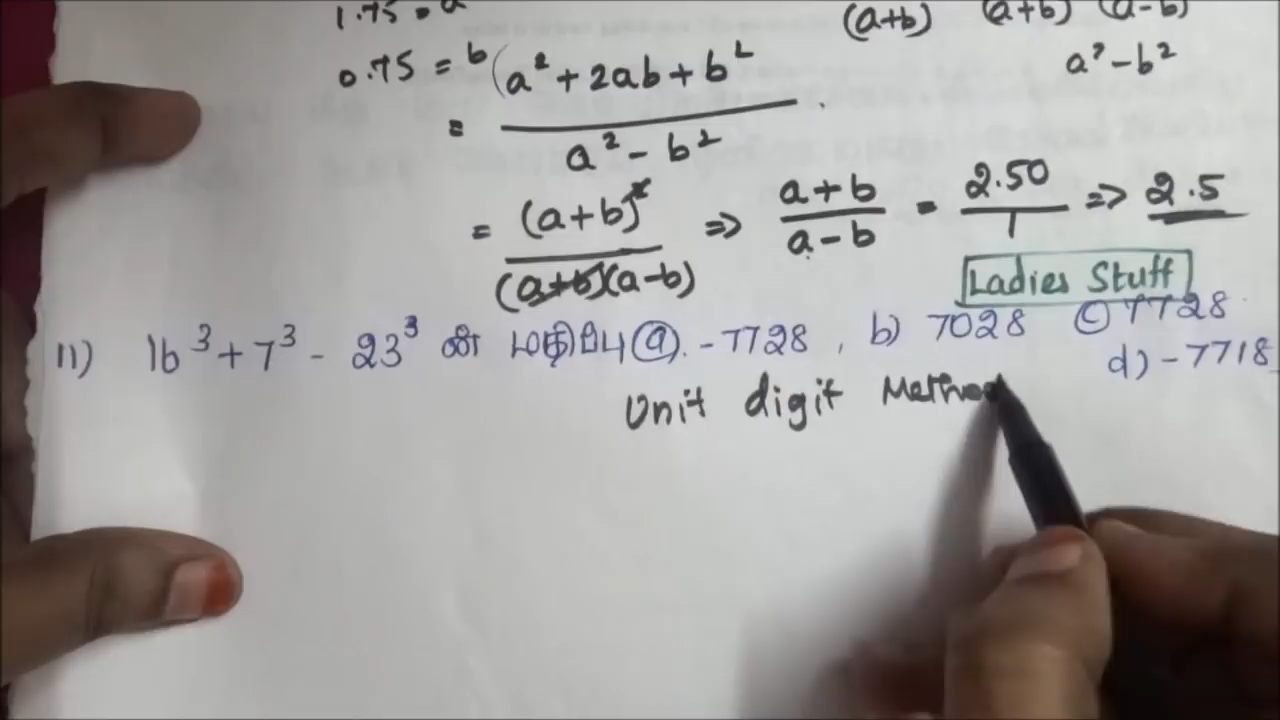 1.75 = a
(a+b) (a+b) (a-b)
0.75 = b
(a² + 2ab + b²
a² - b²
= a² - b²
= (a+b)² / (a+b)(a-b) => a+b / a-b = 2.50 / 1 => 2.5
Ladies Stuff
11) 16³ + 7³ - 23³ ன் மதிப்பு a) -7728, b) 7028 c) 7728
d) -7718
Unit digit Metho